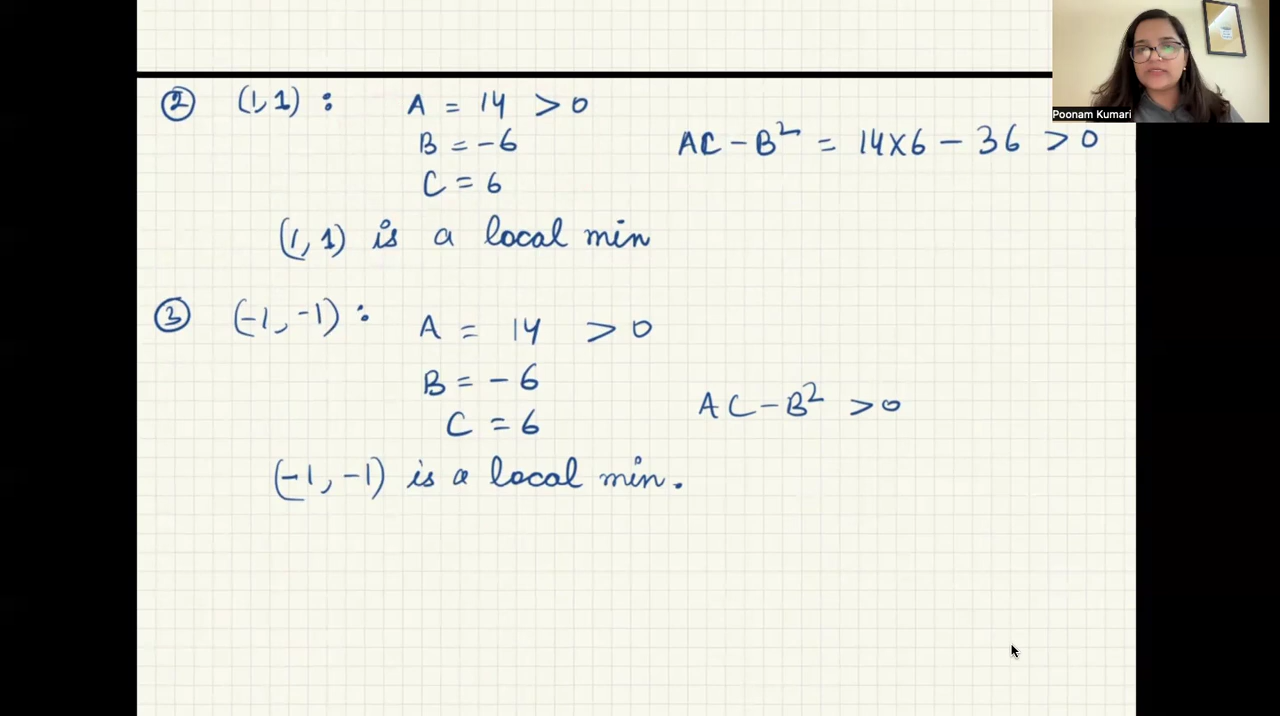 ② (1,1) : A = 14 > 0
B = -6
AC - B² = 14×6 - 36 > 0
C = 6
(1, 1) is a local min
③ (-1, -1) : A = 14 > 0
B = -6
AC - B² > 0
C = 6
(-1, -1) is a local min.
Poonam Kumari